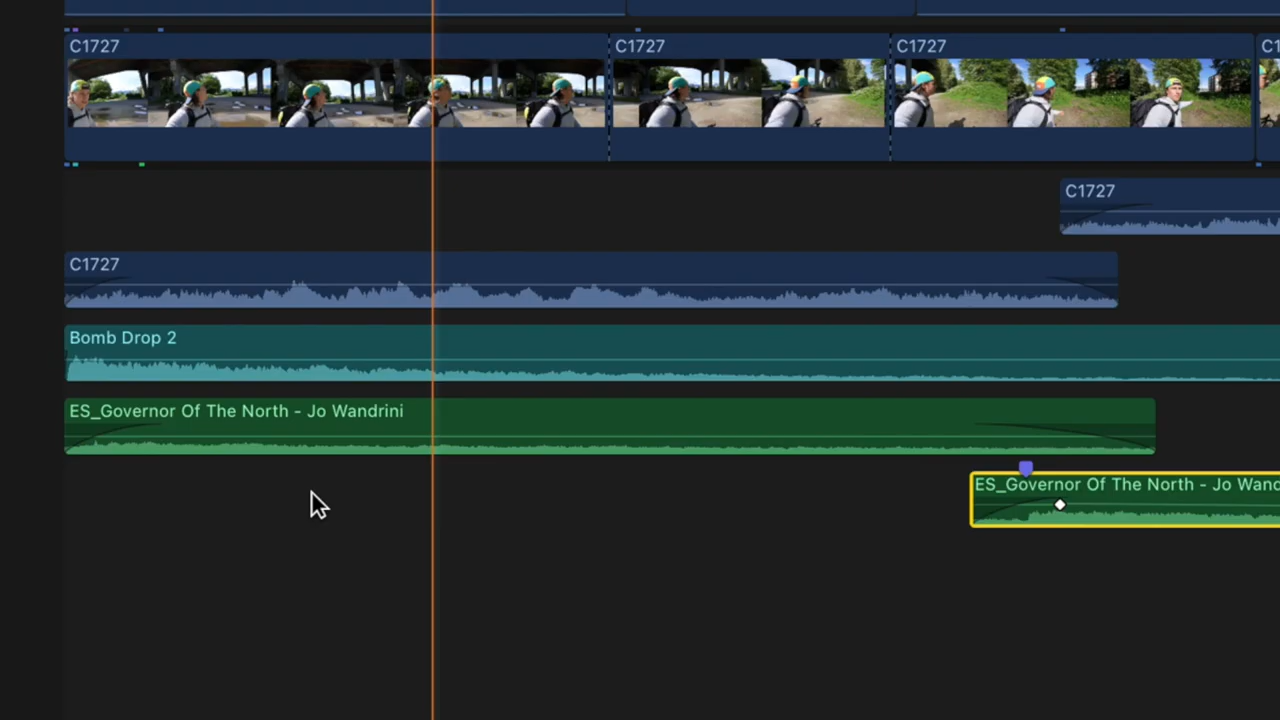 C1727
C1727
C1727
C1
C1727
C1727
Bomb Drop 2
ES_Governor Of The North - Jo Wandrini
ES_Governor Of The North - Jo Wand